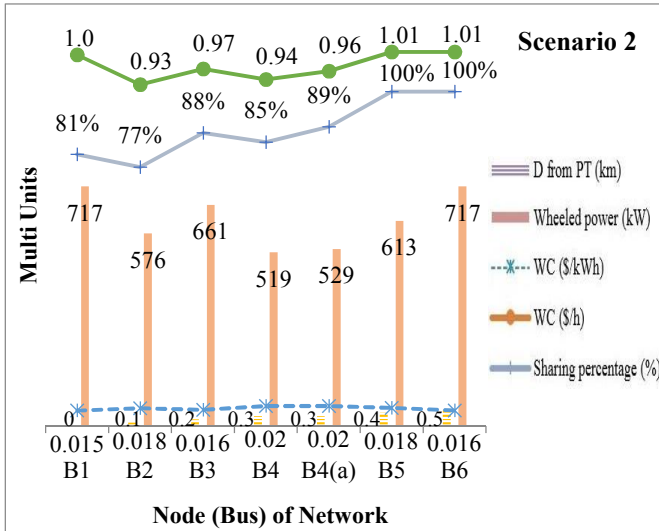 Scenario 2
1.0 0.93 0.97 0.94 0.96 1.01 1.01
81% 77% 88% 85% 89% 100% 100%
717 576 661 519 529 613 717
0 0.1 0.2 0.3 0.3 0.4 0.5
0.015 0.018 0.016 0.02 0.02 0.018 0.016
B1 B2 B3 B4 B4(a) B5 B6
Node (Bus) of Network
Multi Units
D from PT (km)
Wheeled power (kW)
WC ($/kWh)
WC ($/h)
Sharing percentage (%)